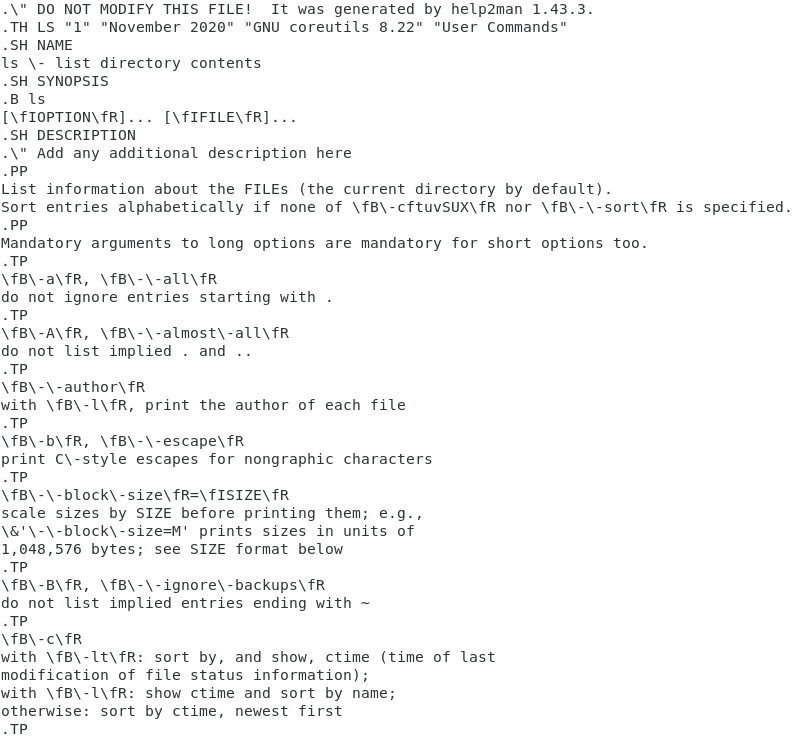 .\" DO NOT MODIFY THIS FILE!  It was generated by help2man 1.43.3.
.TH LS "1" "November 2020" "GNU coreutils 8.22" "User Commands"
.SH NAME
ls \- list directory contents
.SH SYNOPSIS
.B ls
[\fIOPTION\fR]... [\fIFILE\fR]...
.SH DESCRIPTION
.\" Add any additional description here
.PP
List information about the FILEs (the current directory by default).
Sort entries alphabetically if none of \fB\-cftuvSUX\fR nor \fB\-\-sort\fR is specified.
.PP
Mandatory arguments to long options are mandatory for short options too.
.TP
\fB\-a\fR, \fB\-\-all\fR
do not ignore entries starting with .
.TP
\fB\-A\fR, \fB\-\-almost\-all\fR
do not list implied . and ..
.TP
\fB\-\-author\fR
with \fB\-l\fR, print the author of each file
.TP
\fB\-b\fR, \fB\-\-escape\fR
print C\-style escapes for nongraphic characters
.TP
\fB\-\-block\-size\fR=\fISIZE\fR
scale sizes by SIZE before printing them; e.g.,
\&'\-\-block\-size=M' prints sizes in units of
1,048,576 bytes; see SIZE format below
.TP
\fB\-B\fR, \fB\-\-ignore\-backups\fR
do not list implied entries ending with ~
.TP
\fB\-c\fR
with \fB\-lt\fR: sort by, and show, ctime (time of last
modification of file status information);
with \fB\-l\fR: show ctime and sort by name;
otherwise: sort by ctime, newest first
.TP